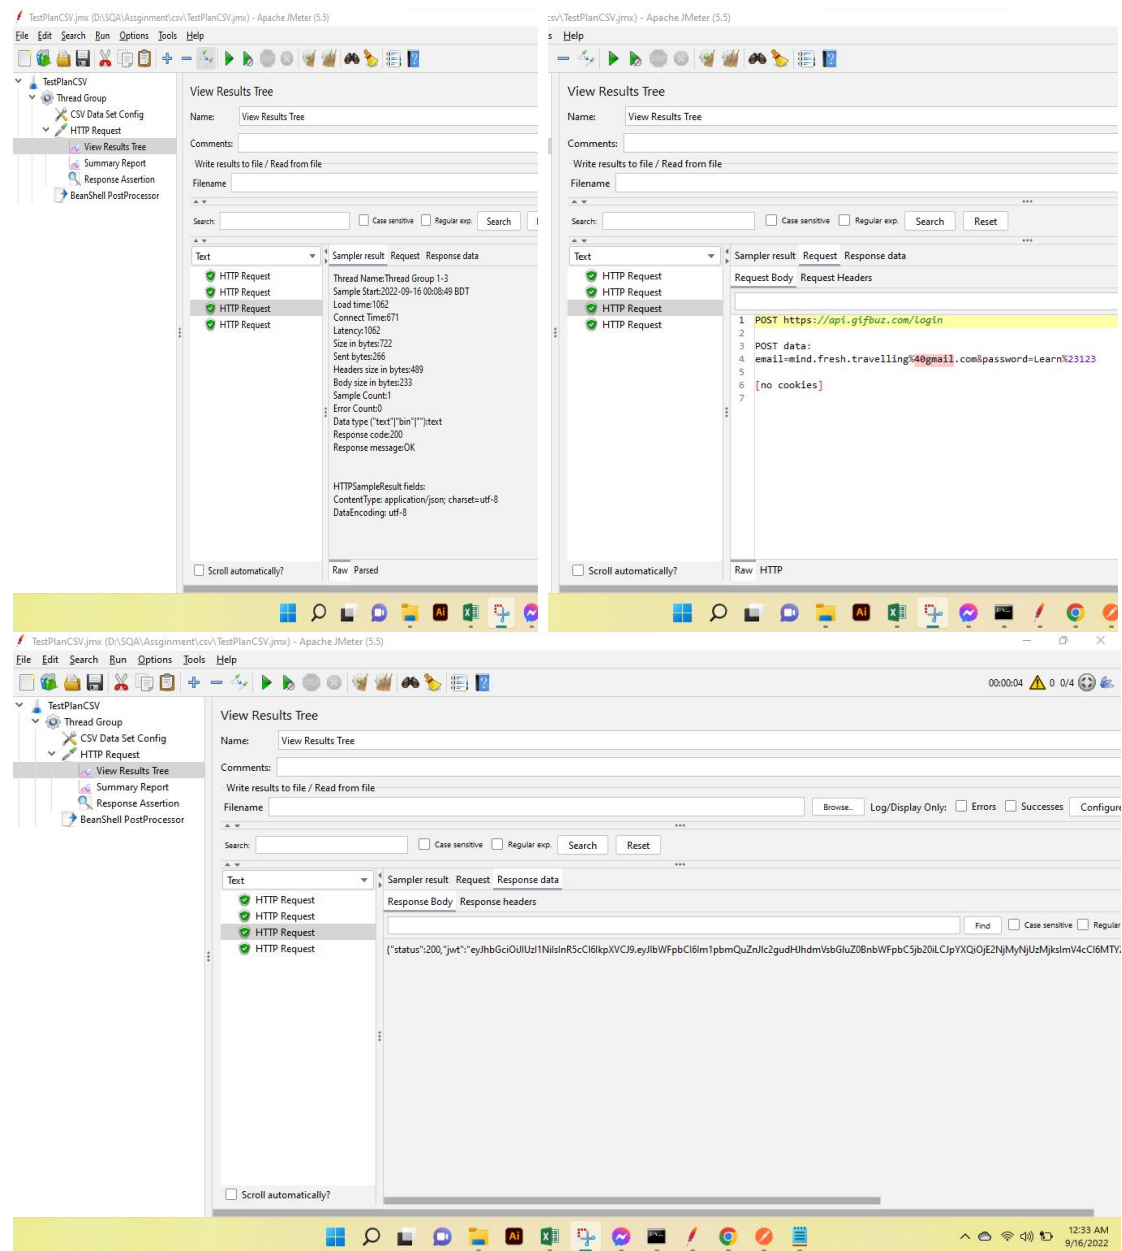 TestPlanCSV.jmx (D:\SQA\Assginment\csv\TestPlanCSV.jmx) - Apache JMeter (5.5)
File Edit Search Run Options Tools Help
TestPlanCSV
Thread Group
CSV Data Set Config
HTTP Request
View Results Tree
Summary Report
Response Assertion
BeanShell PostProcessor
View Results Tree
Name: View Results Tree
Comments:
Write results to file / Read from file
Filename
Search: Case sensitive Regular exp. Search
Text
HTTP Request
HTTP Request
HTTP Request
HTTP Request
Scroll automatically?
Sampler result Request Response data
Thread Name:Thread Group 1-3
Sample Start:2022-09-16 00:08:49 BDT
Load time:1062
Connect Time:671
Latency:1062
Size in bytes:722
Sent bytes:266
Headers size in bytes:489
Body size in bytes:233
Sample Count:1
Error Count:0
Data type ("text"|"bin"|""):text
Response code:200
Response message:OK
HTTPSampleResult fields:
ContentType: application/json; charset=utf-8
DataEncoding: utf-8
Raw Parsed
Ai
:sv\TestPlanCSV.jmx) - Apache JMeter (5.5)
s Help
View Results Tree
Name: View Results Tree
Comments:
Write results to file / Read from file
Filename
Search: Case sensitive Regular exp. Search Reset
Text
HTTP Request
HTTP Request
HTTP Request
HTTP Request
Scroll automatically?
Sampler result Request Response data
Request Body Request Headers
1 POST https://api.gifbuz.com/login
2
3 POST data:
4 email=mind.fresh.travelling%40gmail.com&password=Learn%23123
5
6 [no cookies]
7
Raw HTTP
Ai
TestPlanCSV.jmx (D:\SQA\Assginment\csv\TestPlanCSV.jmx) - Apache JMeter (5.5)
File Edit Search Run Options Tools Help
00:00:04 0 0/4
TestPlanCSV
Thread Group
CSV Data Set Config
HTTP Request
View Results Tree
Summary Report
Response Assertion
BeanShell PostProcessor
View Results Tree
Name: View Results Tree
Comments:
Write results to file / Read from file
Filename Browse... Log/Display Only: Errors Successes Configure
Search: Case sensitive Regular exp. Search Reset
Text
HTTP Request
HTTP Request
HTTP Request
HTTP Request
Scroll automatically?
Sampler result Request Response data
Response Body Response headers
Find Case sensitive Regular
{"status":200,"jwt":
Ai
12:33 AM
9/16/2022